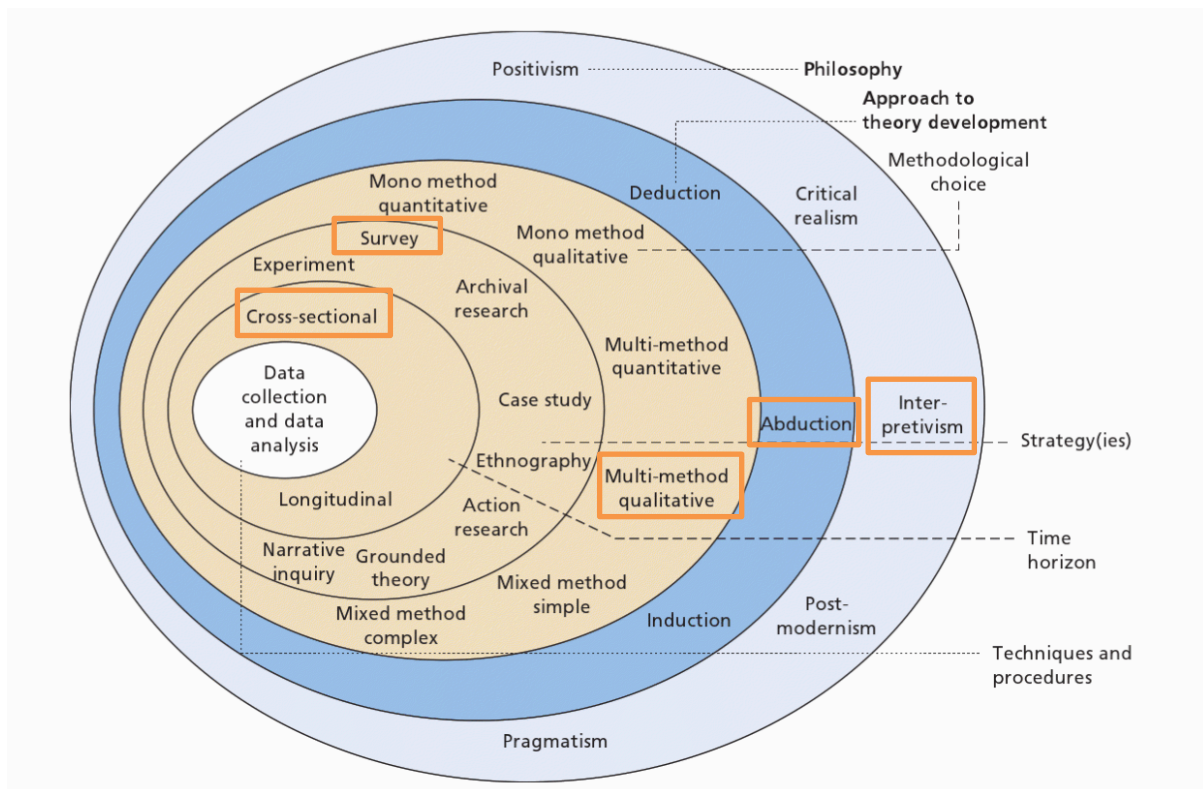 Positivism
Philosophy
Approach to
theory development
Methodological
choice
Mono method
quantitative
Deduction
Critical
realism
Survey
Mono method
qualitative
Experiment
Archival
research
Cross-sectional
Multi-method
quantitative
Data
collection
and data
analysis
Case study
Abduction
Inter-
pretivism
Strategy(ies)
Ethnography
Multi-method
qualitative
Longitudinal
Action
research
Time
horizon
Narrative
inquiry
Grounded
theory
Mixed method
simple
Mixed method
complex
Induction
Post-
modernism
Techniques and
procedures
Pragmatism